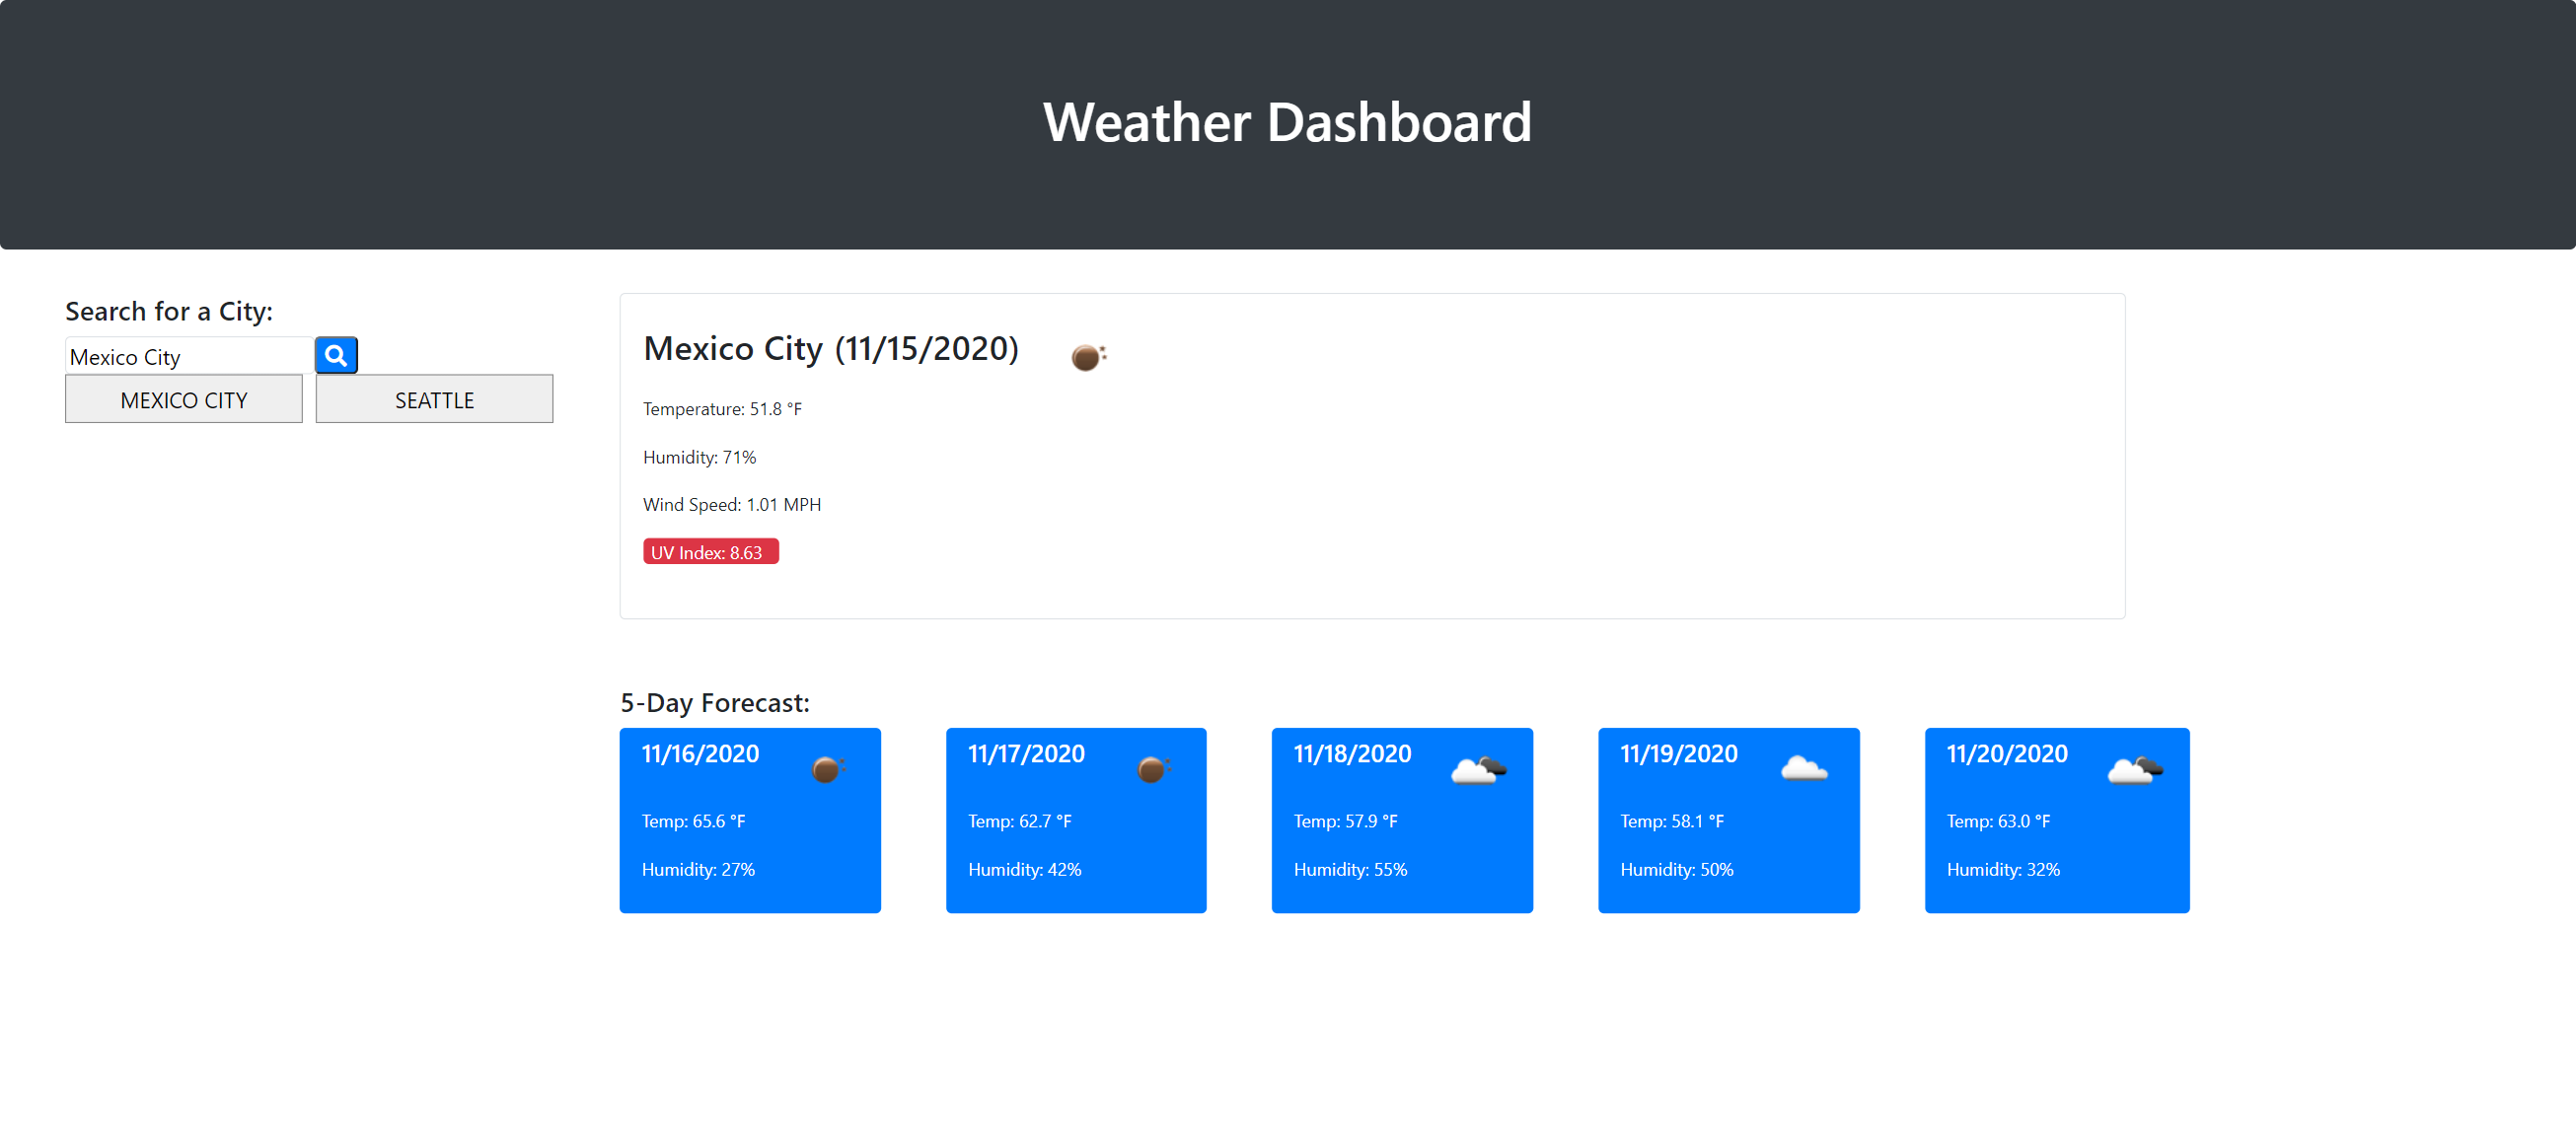 Weather Dashboard
Search for a City:
Mexico City
MEXICO CITY
SEATTLE
Mexico City (11/15/2020)
Temperature: 51.8 °F
Humidity: 71%
Wind Speed: 1.01 MPH
UV Index: 8.63
5-Day Forecast:
11/16/2020
Temp: 65.6 °F
Humidity: 27%
11/17/2020
Temp: 62.7 °F
Humidity: 42%
11/18/2020
Temp: 57.9 °F
Humidity: 55%
11/19/2020
Temp: 58.1 °F
Humidity: 50%
11/20/2020
Temp: 63.0 °F
Humidity: 32%